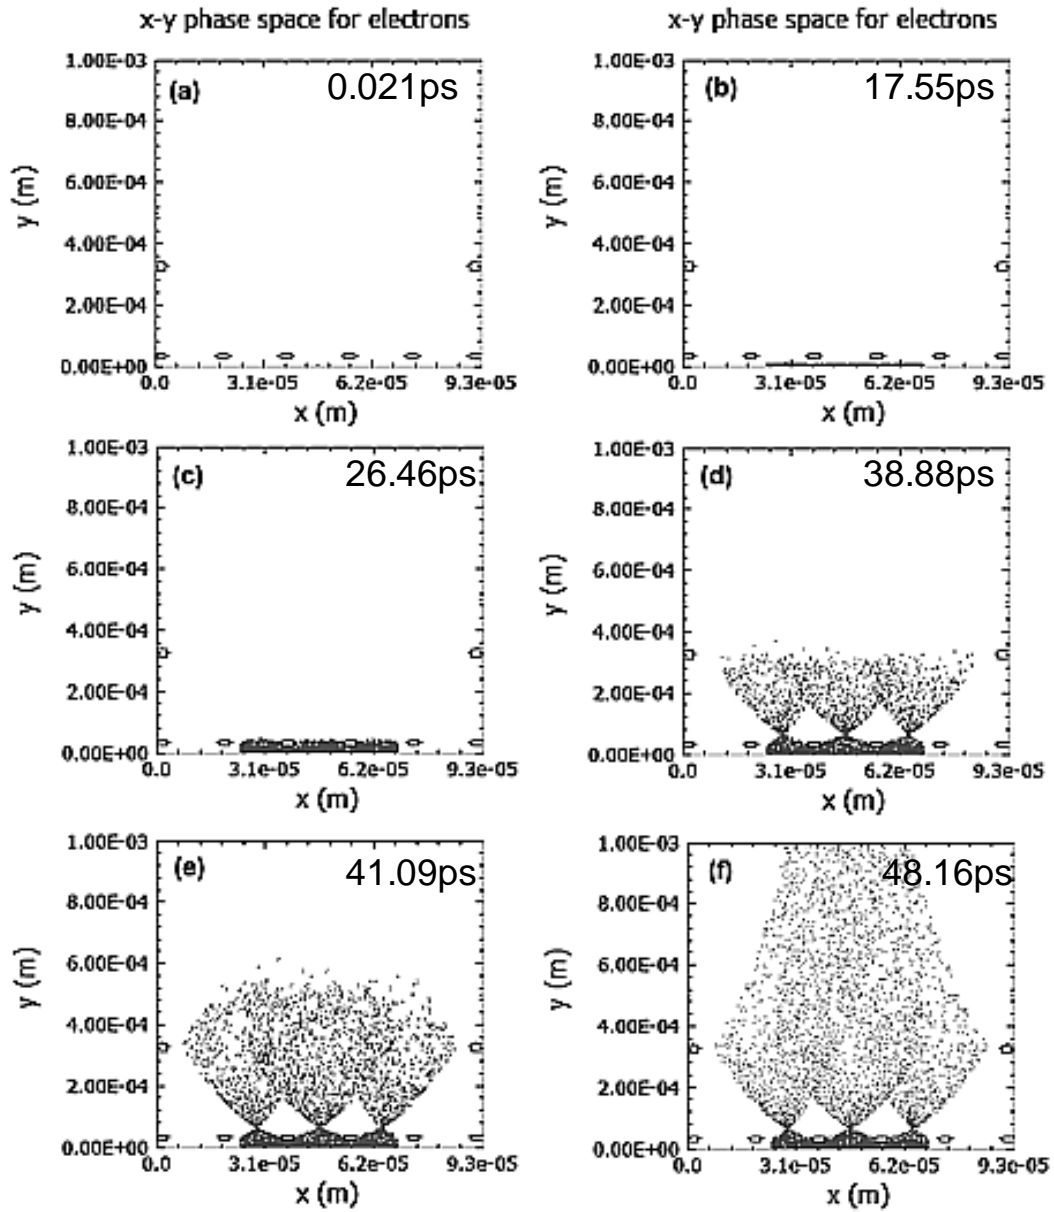 x-y phase space for electrons
1.00E-03
8.00E-04
6.00E-04
4.00E-04
2.00E-04
0.00E+00
y (m)
(a)
0.021ps
0.0
3.1e-05
6.2e-05
9.3e-05
x (m)
x-y phase space for electrons
1.00E-03
8.00E-04
6.00E-04
4.00E-04
2.00E-04
0.00E+00
y (m)
(b)
17.55ps
0.0
3.1e-05
6.2e-05
9.3e-05
x (m)
1.00E-03
8.00E-04
6.00E-04
4.00E-04
2.00E-04
0.00E+00
y (m)
(c)
26.46ps
0.0
3.1e-05
6.2e-05
9.3e-05
x (m)
1.00E-03
8.00E-04
6.00E-04
4.00E-04
2.00E-04
0.00E+00
y (m)
(d)
38.88ps
0.0
3.1e-05
6.2e-05
9.3e-05
x (m)
1.00E-03
8.00E-04
6.00E-04
4.00E-04
2.00E-04
0.00E+00
y (m)
(e)
41.09ps
0.0
3.1e-05
6.2e-05
9.3e-05
x (m)
1.00E-03
8.00E-04
6.00E-04
4.00E-04
2.00E-04
0.00E+00
y (m)
(f)
48.16ps
0.0
3.1e-05
6.2e-05
9.3e-05
x (m)